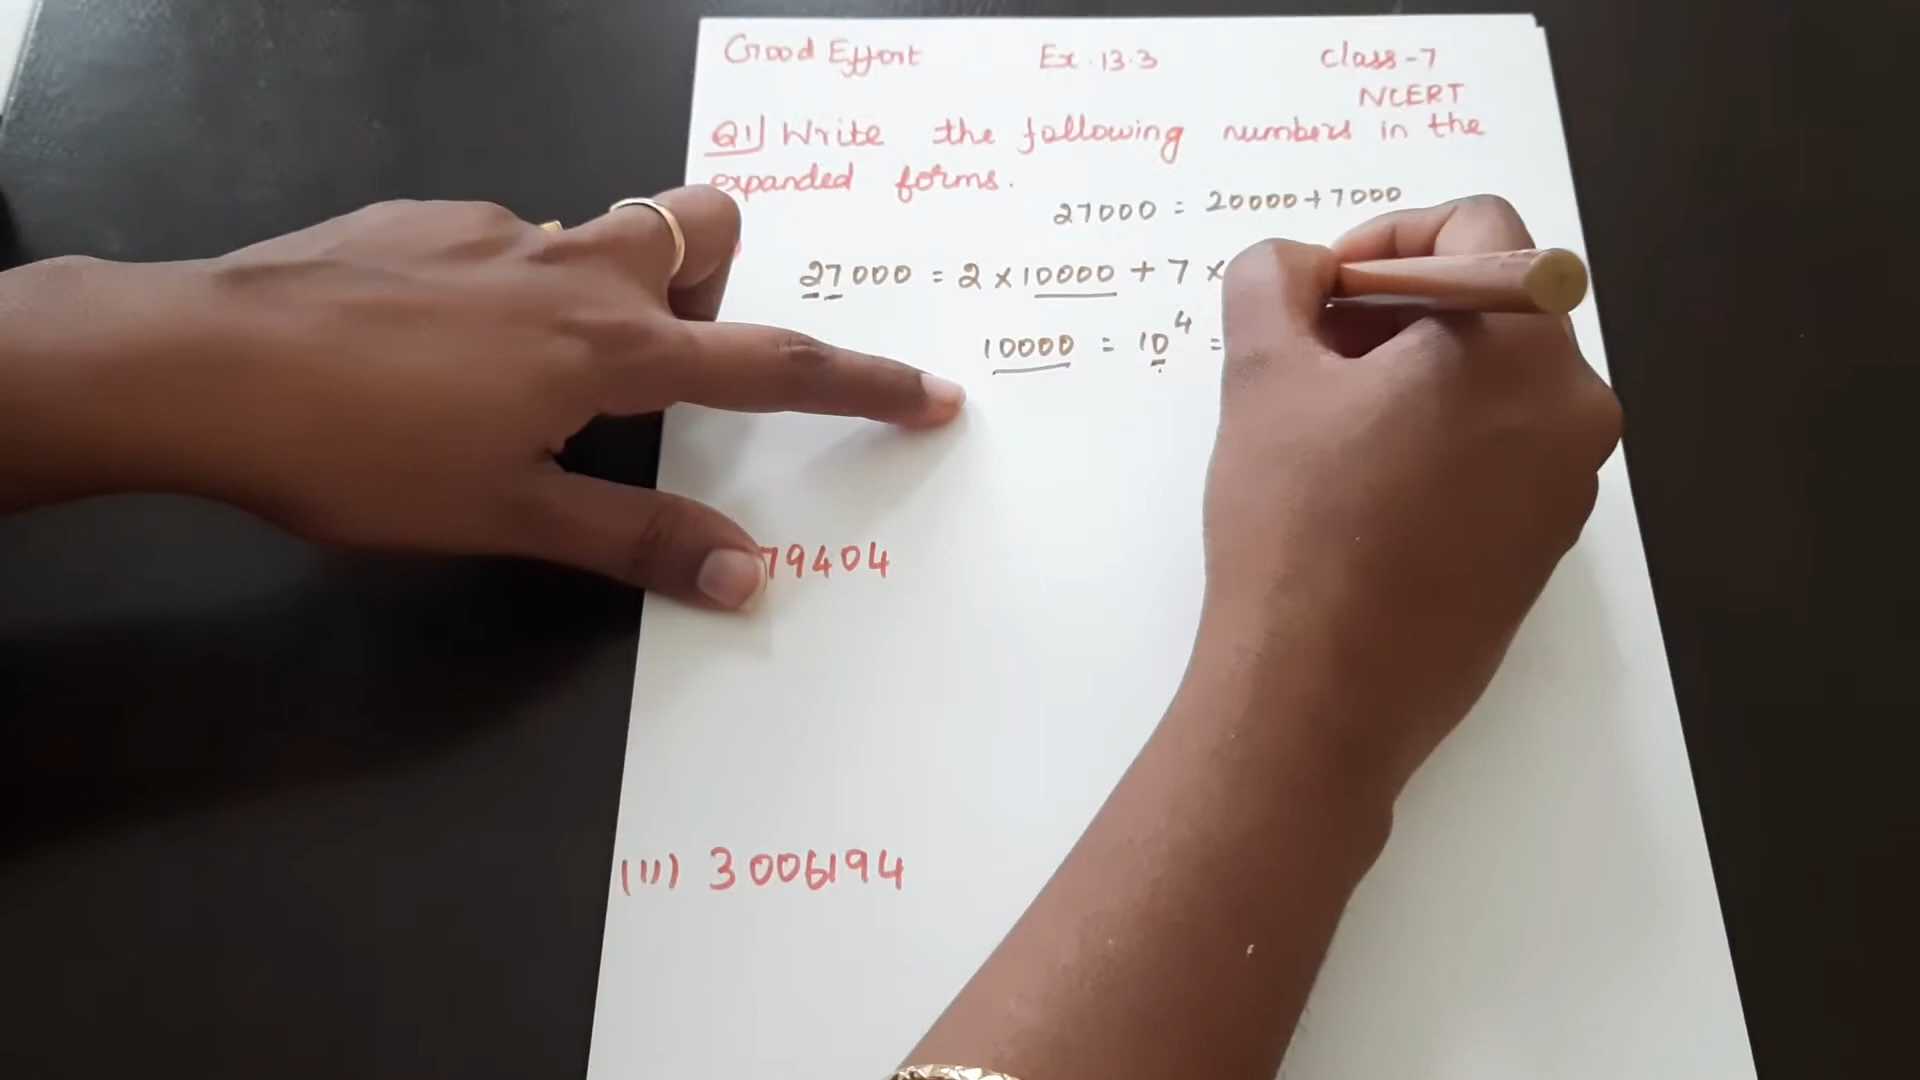 Good Effort Ex.13.3 class-7
NCERT
Q1) Write the following numbers in the
expanded forms.
27000 = 20000+7000
27000 = 2×10000 + 7×
10000 = 10⁴ =
79404
(ii) 3006194